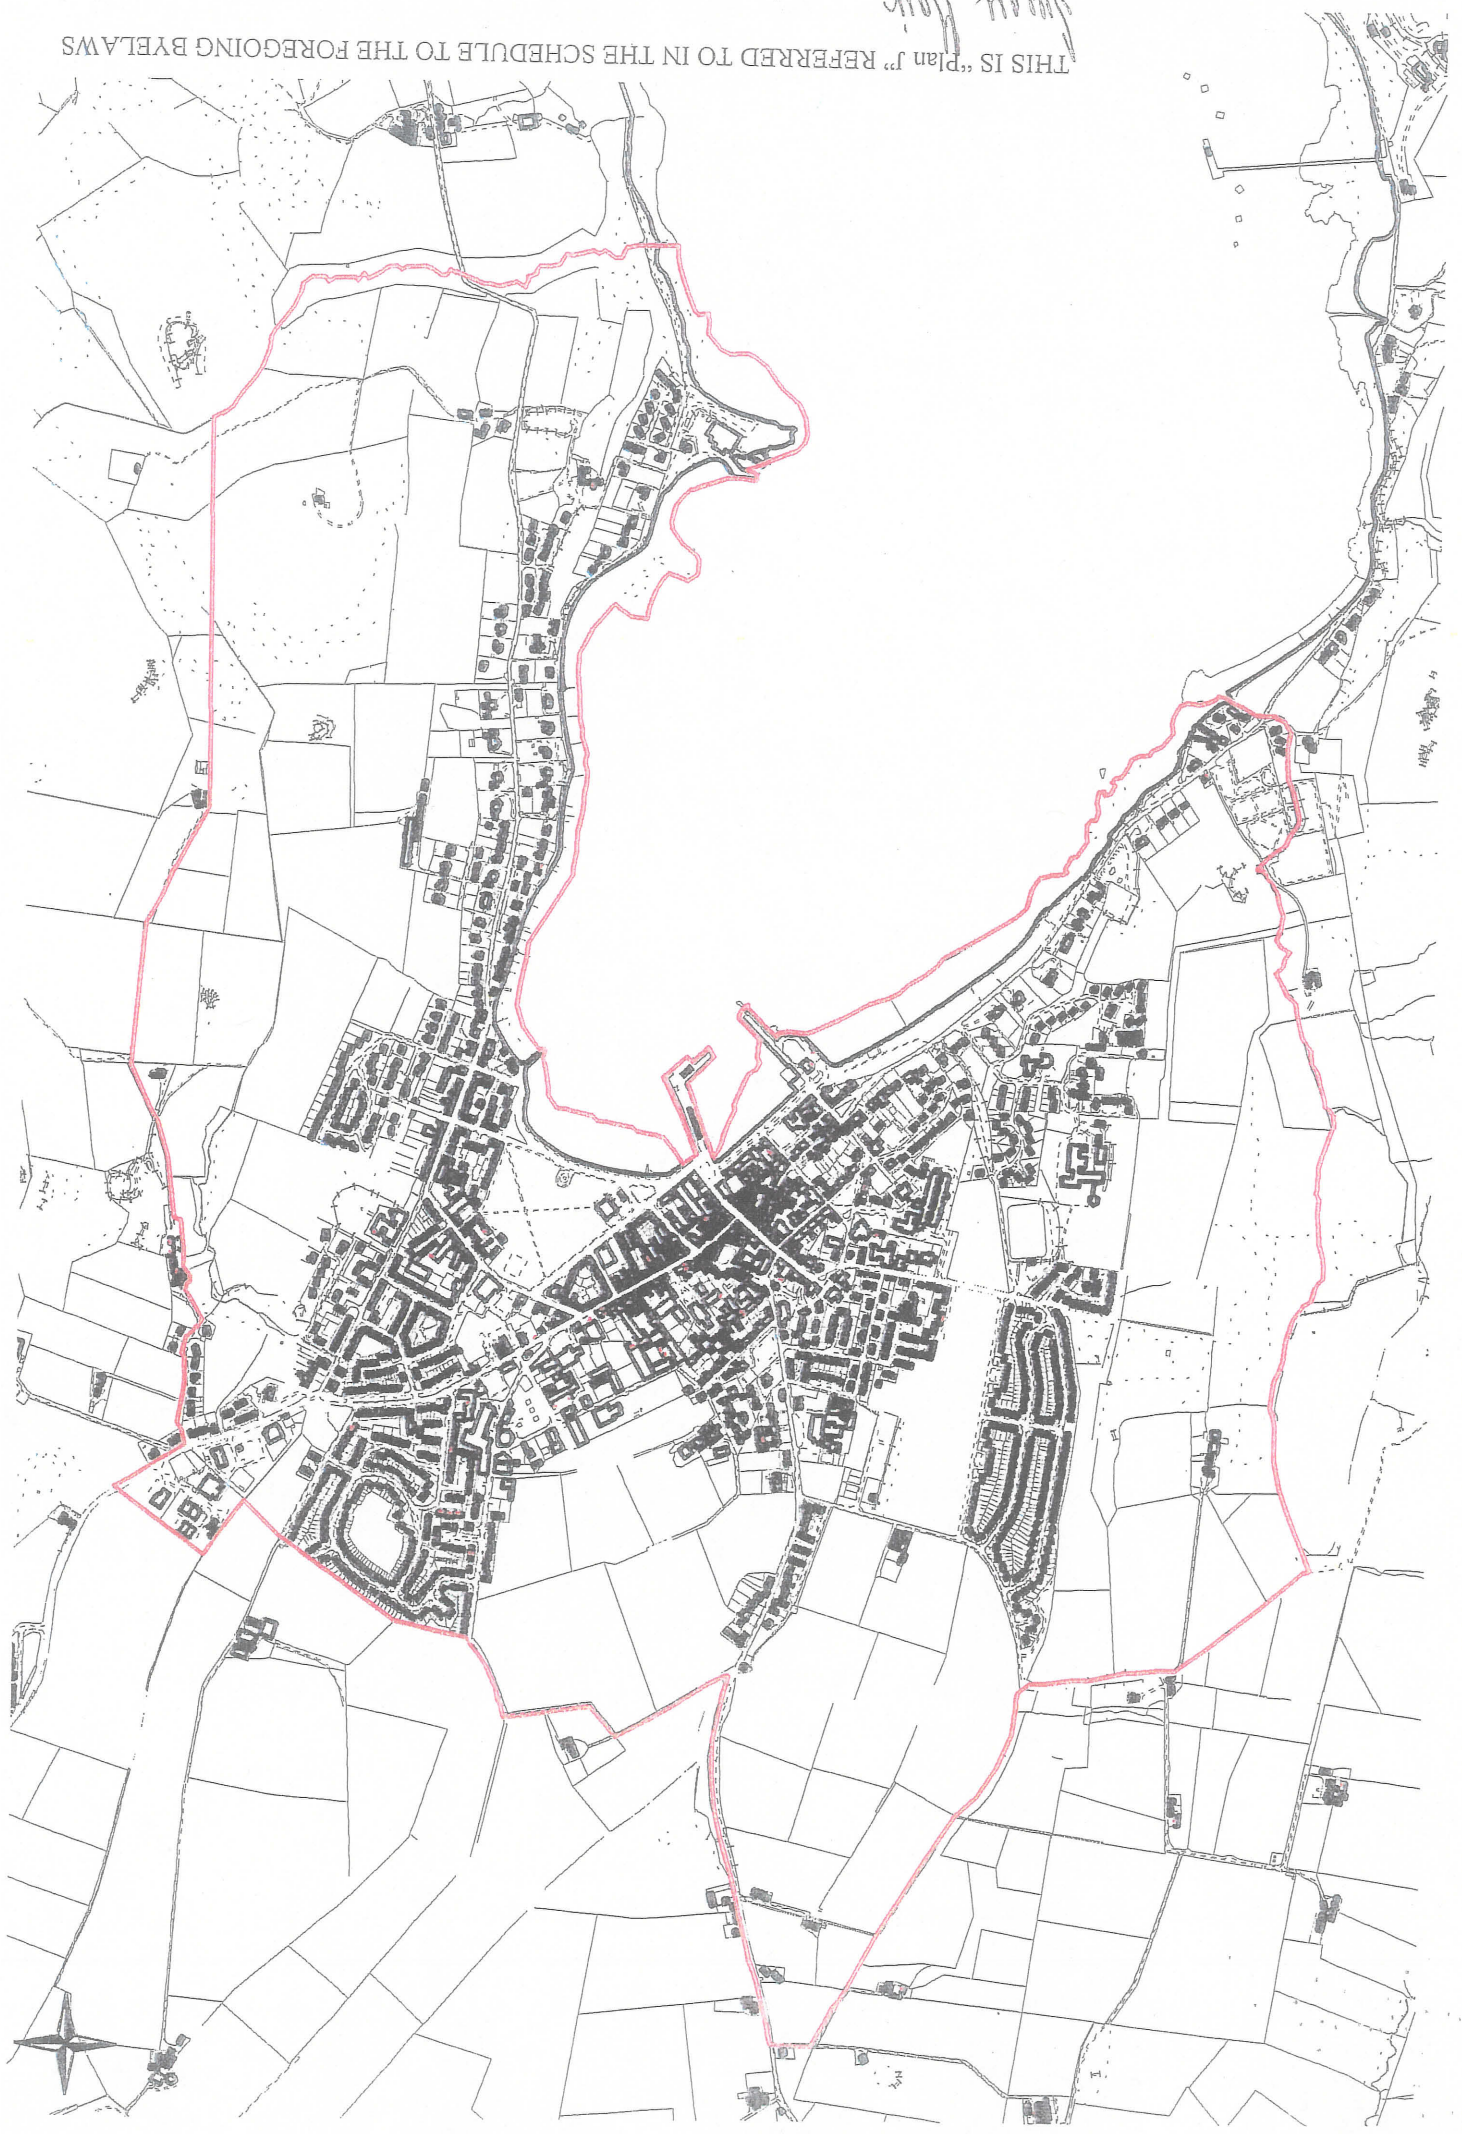 THIS IS "Plan J" REFERRED TO IN THE SCHEDULE TO THE FOREGOING BYELAWS